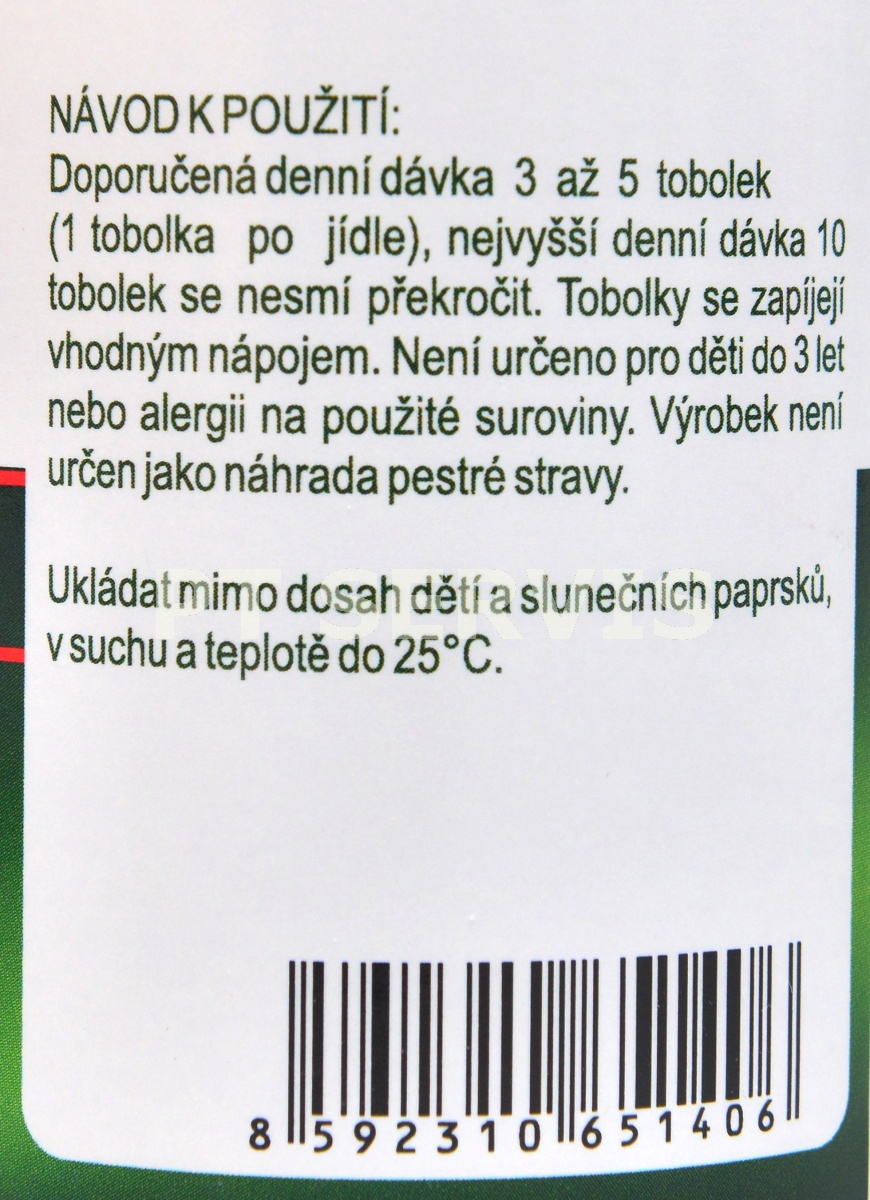 NÁVOD K POUŽITÍ:
Doporučená denní dávka 3 až 5 tobolek
(1 tobolka po jídle), nejvyšší denní dávka 10
tobolek se nesmí překročit. Tobolky se zapíjejí
vhodným nápojem. Není určeno pro děti do 3 let
nebo alergii na použité suroviny. Výrobek není
určen jako náhrada pestré stravy.
Ukládat mimo dosah dětí a slunečních paprsků,
v suchu a teplotě do 25°C.
PT SERVIS
8 592310 651406